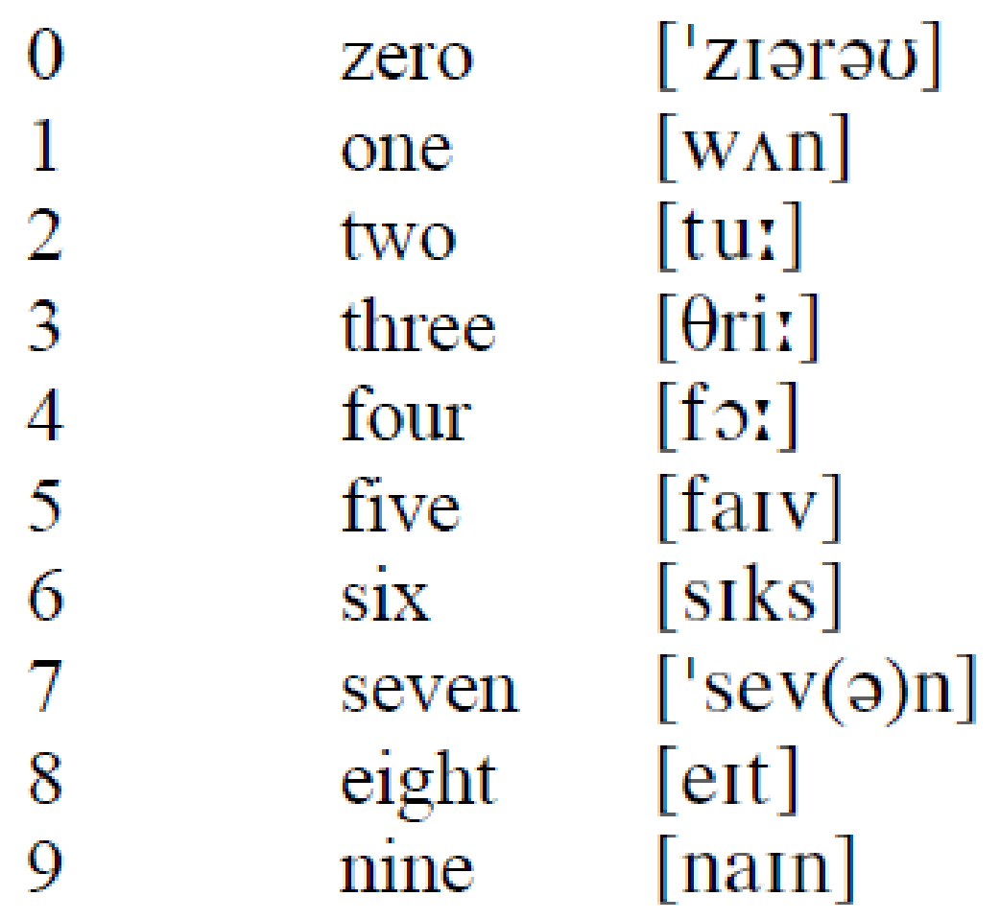 0 zero [ˈzɪərəʊ]
1 one [wʌn]
2 two [tuː]
3 three [θriː]
4 four [fɔː]
5 five [faɪv]
6 six [sɪks]
7 seven [ˈsev(ə)n]
8 eight [eɪt]
9 nine [naɪn]